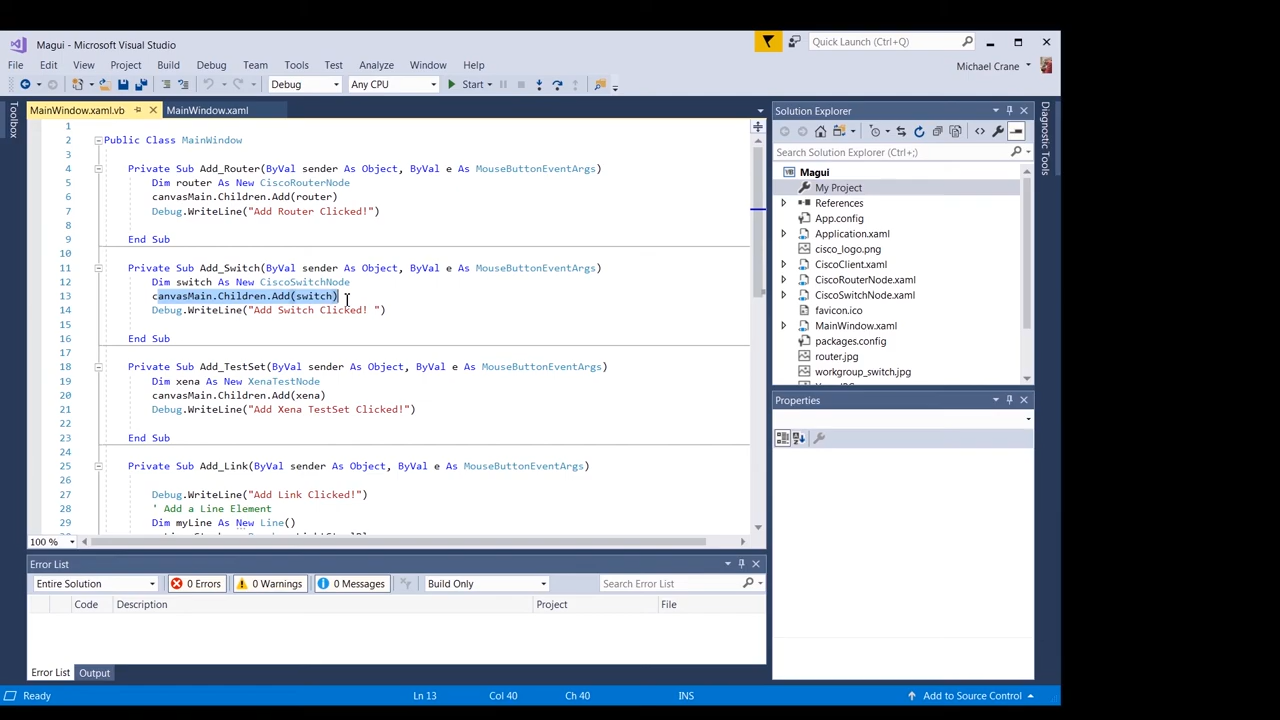 Magui - Microsoft Visual Studio
Quick Launch (Ctrl+Q)
File Edit View Project Build Debug Team Tools Test Analyze Window Help
Michael Crane
Debug Any CPU Start
Toolbox
MainWindow.xaml.vb MainWindow.xaml
1
2 Public Class MainWindow
3
4 Private Sub Add_Router(ByVal sender As Object, ByVal e As MouseButtonEventArgs)
5 Dim router As New CiscoRouterNode
6 canvasMain.Children.Add(router)
7 Debug.WriteLine("Add Router Clicked!")
8
9 End Sub
10
11 Private Sub Add_Switch(ByVal sender As Object, ByVal e As MouseButtonEventArgs)
12 Dim switch As New CiscoSwitchNode
13 canvasMain.Children.Add(switch)
14 Debug.WriteLine("Add Switch Clicked! ")
15
16 End Sub
17
18 Private Sub Add_TestSet(ByVal sender As Object, ByVal e As MouseButtonEventArgs)
19 Dim xena As New XenaTestNode
20 canvasMain.Children.Add(xena)
21 Debug.WriteLine("Add Xena TestSet Clicked!")
22
23 End Sub
24
25 Private Sub Add_Link(ByVal sender As Object, ByVal e As MouseButtonEventArgs)
26
27 Debug.WriteLine("Add Link Clicked!")
28 ' Add a Line Element
29 Dim myLine As New Line()
100 %
Solution Explorer
Search Solution Explorer (Ctrl+;)
Magui
My Project
References
App.config
Application.xaml
cisco_logo.png
CiscoClient.xaml
CiscoRouterNode.xaml
CiscoSwitchNode.xaml
favicon.ico
MainWindow.xaml
packages.config
router.jpg
workgroup_switch.jpg
Properties
Diagnostic Tools
Error List
Entire Solution 0 Errors 0 Warnings 0 Messages Build Only Search Error List
Code Description Project File
Error List Output
Ready Ln 13 Col 40 Ch 40 INS Add to Source Control